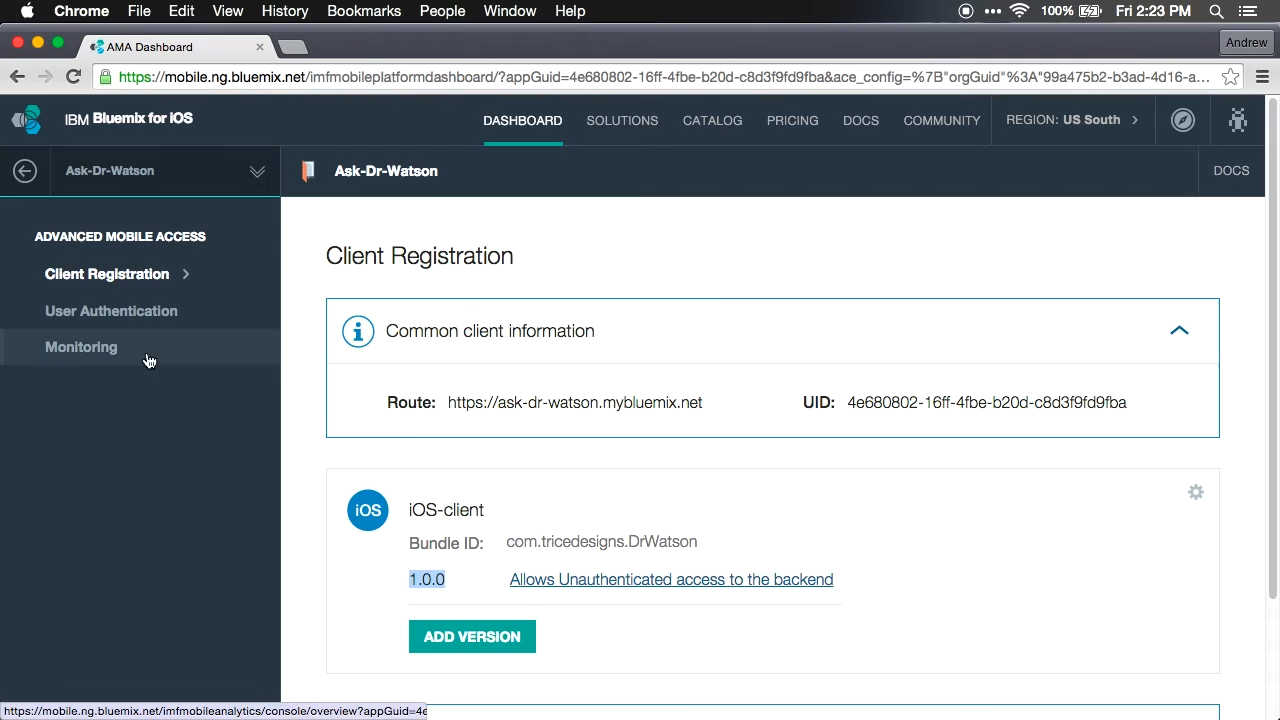 Chrome File Edit View History Bookmarks People Window Help 100% Fri 2:23 PM
AMA Dashboard Andrew
https://mobile.ng.bluemix.net/imfmobileplatformdashboard/?appGuid=4e680802-16ff-4fbe-b20d-c8d3f9fd9fba&ace_config=%7B"orgGuid"%3A"99a475b2-b3ad-4d16-a...
IBM Bluemix for iOS DASHBOARD SOLUTIONS CATALOG PRICING DOCS COMMUNITY REGION: US South
Ask-Dr-Watson Ask-Dr-Watson DOCS
ADVANCED MOBILE ACCESS
Client Registration
User Authentication
Monitoring
Client Registration
Common client information
Route: https://ask-dr-watson.mybluemix.net UID: 4e680802-16ff-4fbe-b20d-c8d3f9fd9fba
iOS iOS-client
Bundle ID: com.tricedesigns.DrWatson
1.0.0 Allows Unauthenticated access to the backend
ADD VERSION
https://mobile.ng.bluemix.net/imfmobileanalytics/console/overview?appGuid=4e